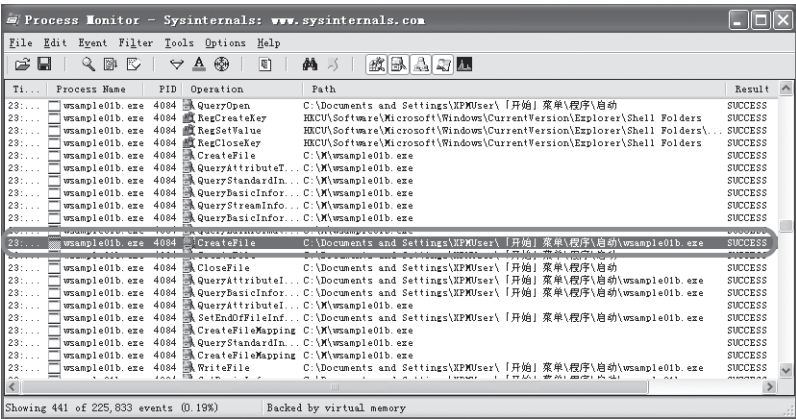 Process Monitor - Sysinternals: www.sysinternals.com
File Edit Event Filter Tools Options Help
Ti... Process Name PID Operation Path Result
23:... wsample01b.exe 4084 QueryOpen C:\Documents and Settings\XPMUser\「开始」菜单\程序\启动 SUCCESS
23:... wsample01b.exe 4084 RegCreateKey HKCU\Software\Microsoft\Windows\CurrentVersion\Explorer\Shell Folders SUCCESS
23:... wsample01b.exe 4084 RegSetValue HKCU\Software\Microsoft\Windows\CurrentVersion\Explorer\Shell Folders\... SUCCESS
23:... wsample01b.exe 4084 RegCloseKey HKCU\Software\Microsoft\Windows\CurrentVersion\Explorer\Shell Folders SUCCESS
23:... wsample01b.exe 4084 CreateFile C:\M\wsample01b.exe SUCCESS
23:... wsample01b.exe 4084 QueryAttributeT... C:\M\wsample01b.exe SUCCESS
23:... wsample01b.exe 4084 QueryStandardIn... C:\M\wsample01b.exe SUCCESS
23:... wsample01b.exe 4084 QueryBasicInfor... C:\M\wsample01b.exe SUCCESS
23:... wsample01b.exe 4084 QueryStreamInfo... C:\M\wsample01b.exe SUCCESS
23:... wsample01b.exe 4084 QueryBasicInfor... C:\M\wsample01b.exe SUCCESS
23:... wsample01b.exe 4084 CreateFile C:\Documents and Settings\XPMUser\「开始」菜单\程序\启动\wsample01b.exe SUCCESS
23:... wsample01b.exe 4084 CloseFile C:\Documents and Settings\XPMUser\「开始」菜单\程序\启动 SUCCESS
23:... wsample01b.exe 4084 QueryAttributeI... C:\Documents and Settings\XPMUser\「开始」菜单\程序\启动\wsample01b.exe SUCCESS
23:... wsample01b.exe 4084 QueryBasicInfor... C:\Documents and Settings\XPMUser\「开始」菜单\程序\启动\wsample01b.exe SUCCESS
23:... wsample01b.exe 4084 QueryAttributeI... C:\M\wsample01b.exe SUCCESS
23:... wsample01b.exe 4084 SetEndOfFileInf... C:\Documents and Settings\XPMUser\「开始」菜单\程序\启动\wsample01b.exe SUCCESS
23:... wsample01b.exe 4084 CreateFileMapping C:\M\wsample01b.exe SUCCESS
23:... wsample01b.exe 4084 QueryStandardIn... C:\M\wsample01b.exe SUCCESS
23:... wsample01b.exe 4084 CreateFileMapping C:\M\wsample01b.exe SUCCESS
23:... wsample01b.exe 4084 WriteFile C:\Documents and Settings\XPMUser\「开始」菜单\程序\启动\wsample01b.exe SUCCESS
Showing 441 of 225,833 events (0.19%) Backed by virtual memory